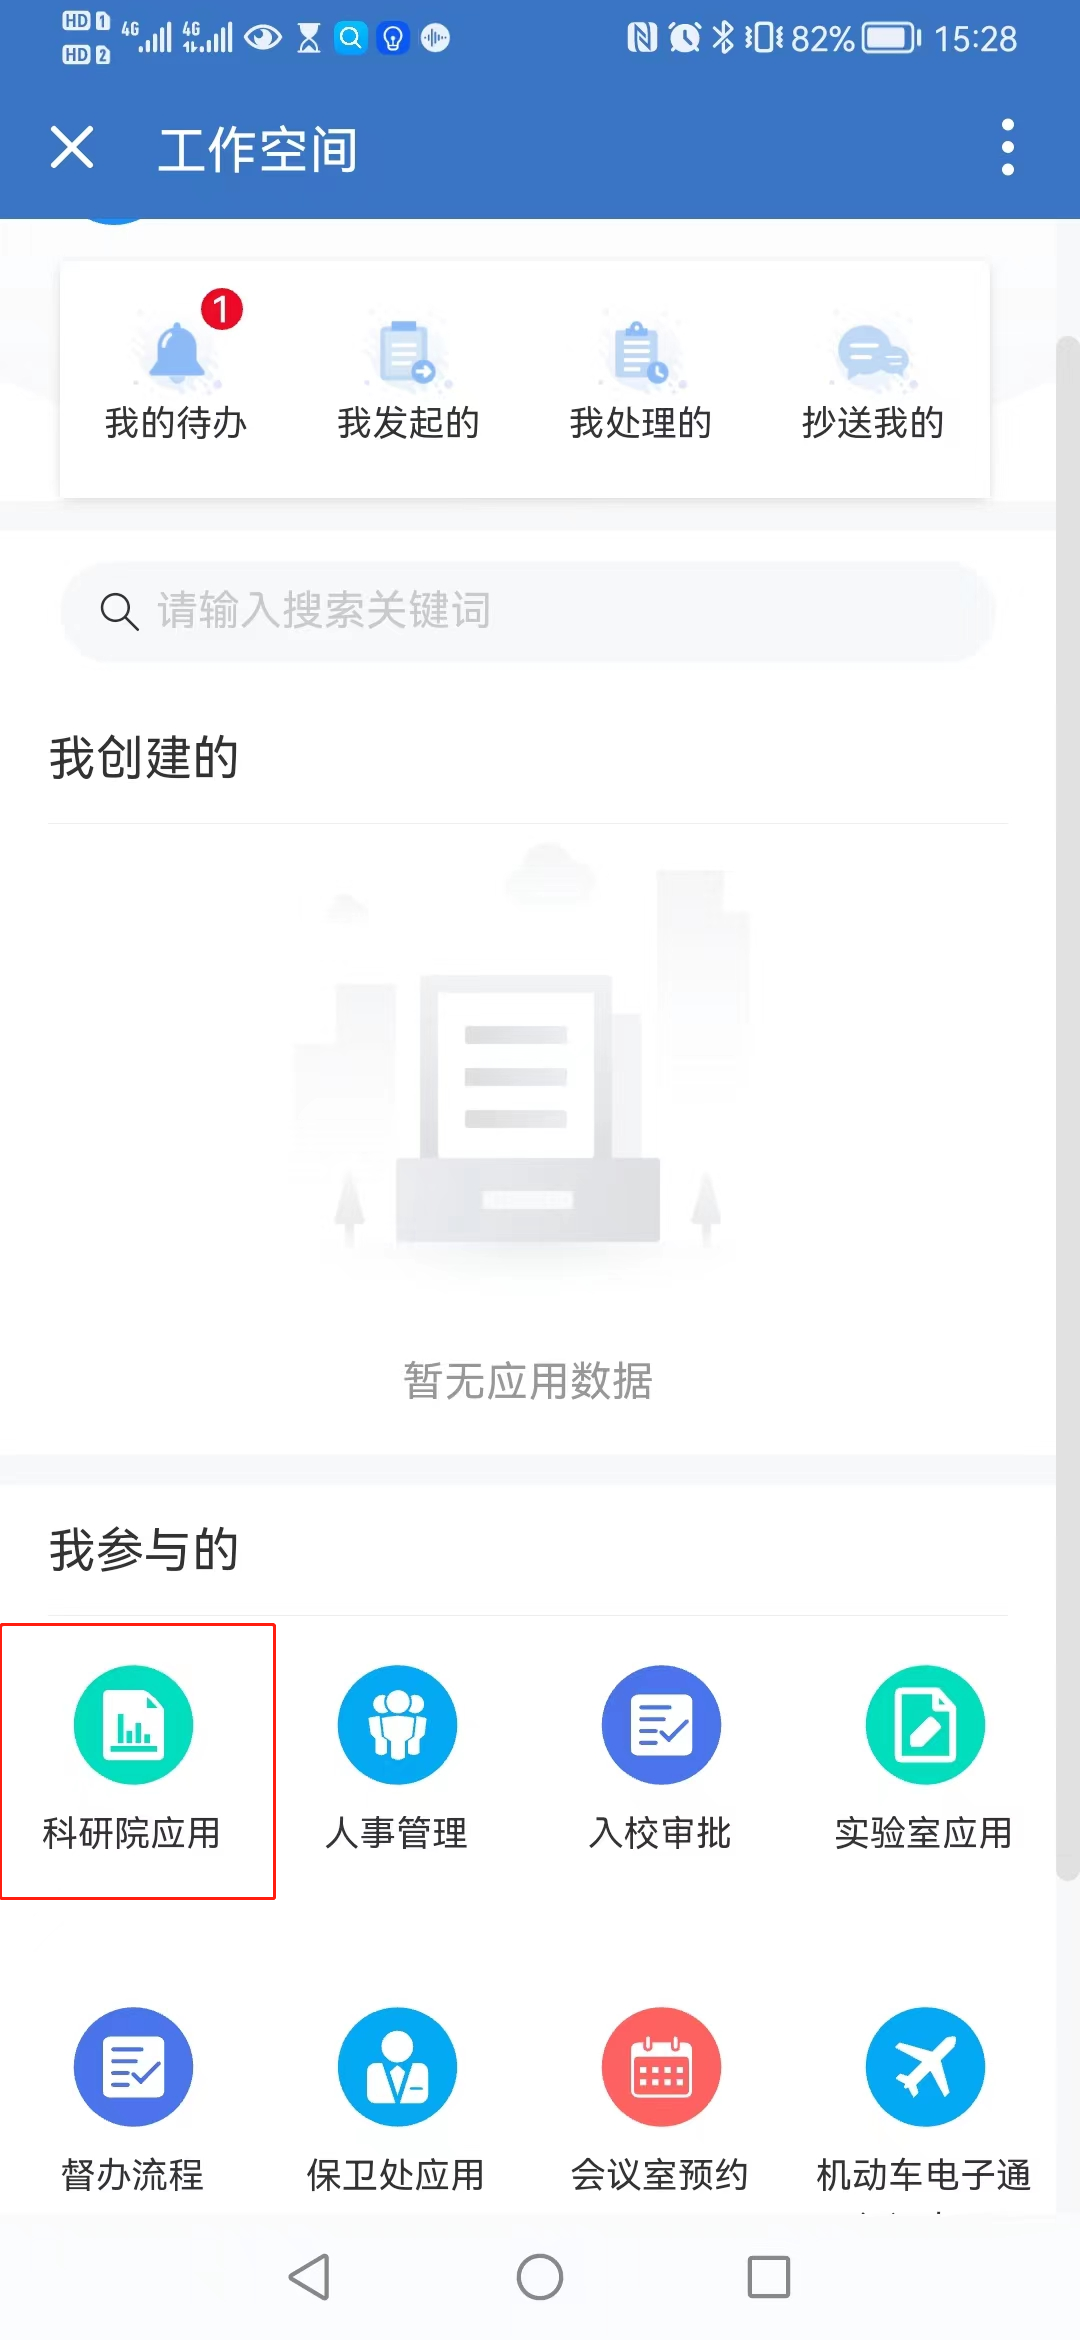 HD 1 4G 4G 82% 15:28
HD 2
工作空间
1
我的待办 我发起的 我处理的 抄送我的
请输入搜索关键词
我创建的
暂无应用数据
我参与的
科研院应用 人事管理 入校审批 实验室应用
督办流程 保卫处应用 会议室预约 机动车电子通